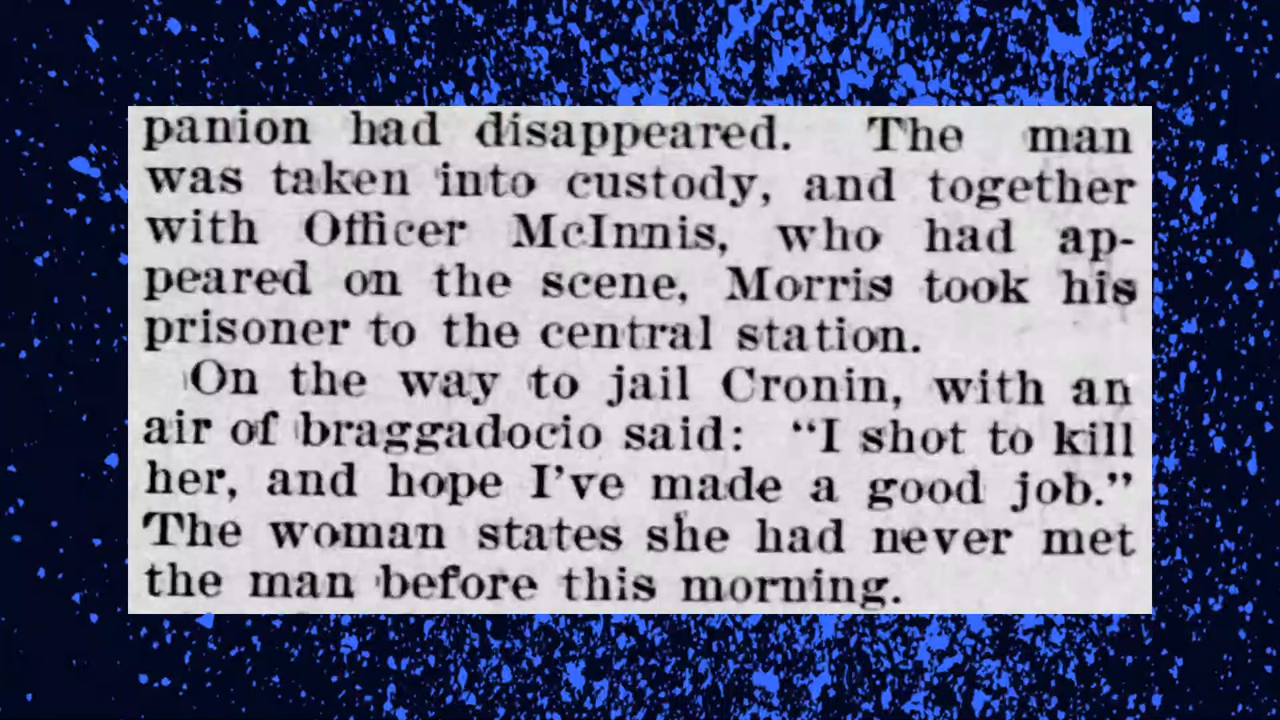 panion had disappeared. The man
was taken into custody, and together
with Officer McInnis, who had ap-
peared on the scene, Morris took his
prisoner to the central station.
On the way to jail Cronin, with an
air of braggadocio said: “I shot to kill
her, and hope I’ve made a good job.”
The woman states she had never met
the man before this morning.